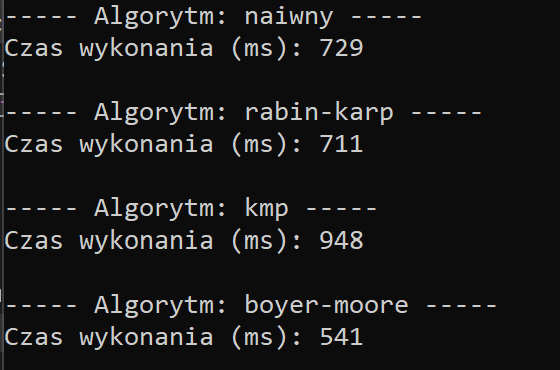 ----- Algorytm: naiwny -----
Czas wykonania (ms): 729
----- Algorytm: rabin-karp -----
Czas wykonania (ms): 711
----- Algorytm: kmp -----
Czas wykonania (ms): 948
----- Algorytm: boyer-moore -----
Czas wykonania (ms): 541